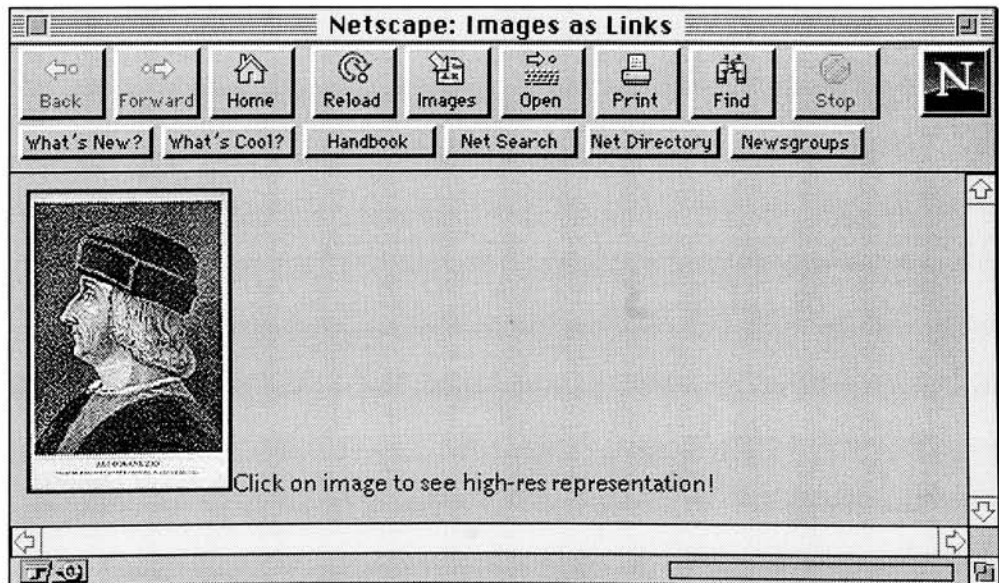 Netscape: Images as Links
Back Forward Home Reload Images Open Print Find Stop
N
What's New? What's Cool? Handbook Net Search Net Directory Newsgroups
Click on image to see high-res representation!